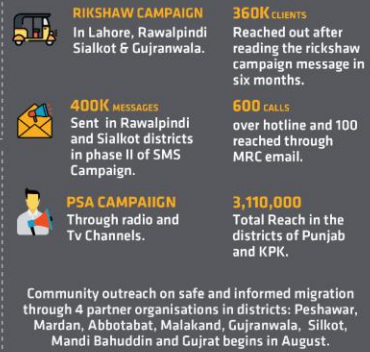 RIKSHAW CAMPAIGN
In Lahore, Rawalpindi
Sialkot & Gujranwala.
360K CLIENTS
Reached out after
reading the rickshaw
campaign message in
six months.
400K MESSAGES
Sent in Rawalpindi
and Sialkot districts
in phase II of SMS
Campaign.
600 CALLS
over hotline and 100
reached through
MRC email.
PSA CAMPAIIGN
Through radio and
Tv Channels.
3,110,000
Total Reach in the
districts of Punjab
and KPK.
Community outreach on safe and informed migration
through 4 partner organisations in districts: Peshawar,
Mardan, Abbotabat, Malakand, Gujranwala, Silkot,
Mandi Bahuddin and Gujrat begins in August.